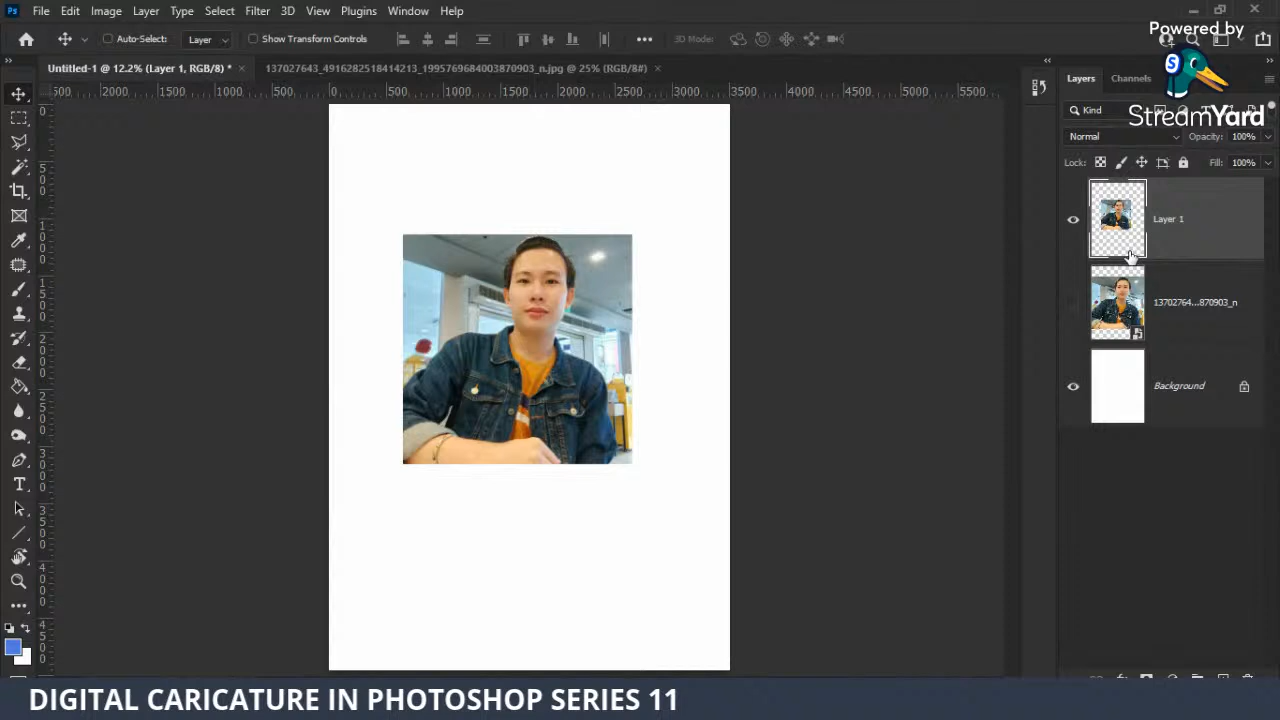 Ps File Edit Image Layer Type Select Filter 3D View Plugins Window Help
Powered by
Auto-Select: Layer Show Transform Controls 3D Mode:
Untitled-1 @ 12.2% (Layer 1, RGB/8) * × 137027643_4916282518414213_1995769684003870903_n.jpg @ 25% (RGB/8#) ×
Layers Channels
500 1000 500 0 500 1000 1500 2000 2500 3000 3500 4000 4500 5000 5500
Kind
StreamYard
Normal Opacity: 100%
Lock: Fill: 100%
Layer 1
13702764...870903_n
Background
DIGITAL CARICATURE IN PHOTOSHOP SERIES 11